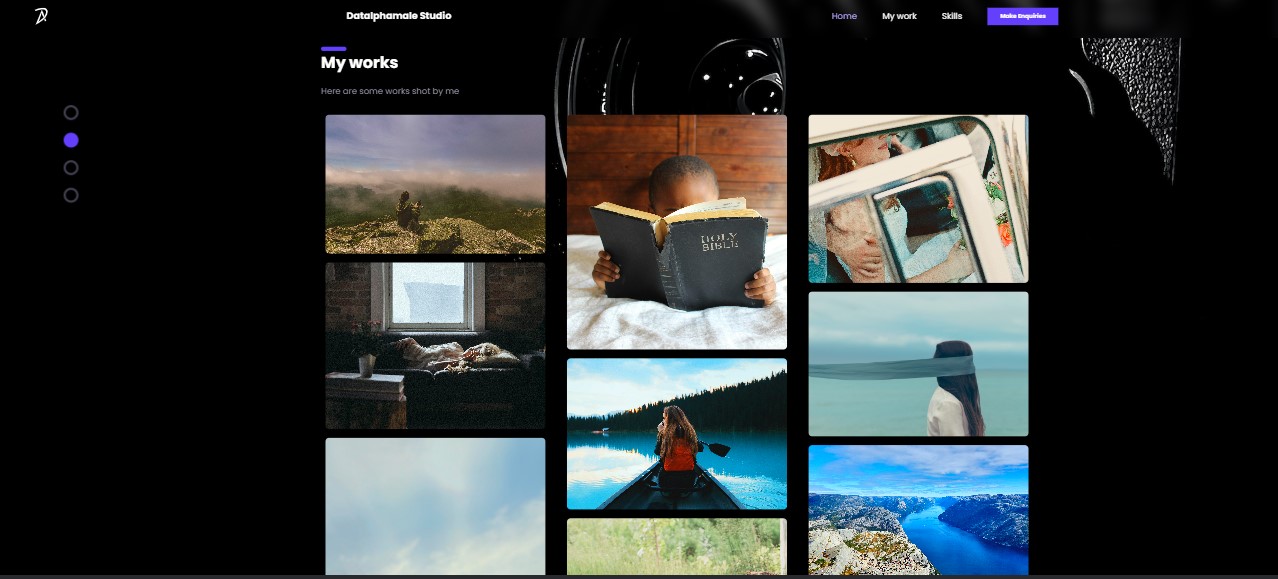 Datalphamale Studio
Home
My work
Skills
Make Enquiries
My works
Here are some works shot by me
HOLY
BIBLE